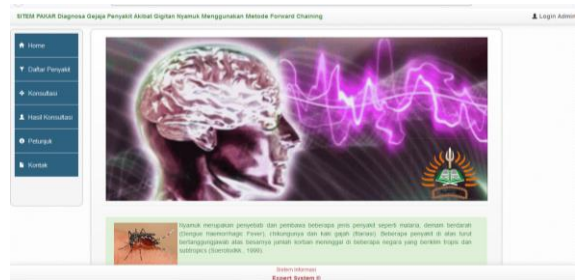 SITEM PAKAR Diagnosa Gejaja Penyakit Akibat Gigitan Nyamuk Menggunakan Metode Forward Chaining
Login Admin
Home
Daftar Penyakit
Konsultasi
Hasil Konsultasi
Petunjuk
Kontak
Nyamuk merupakan penyebab dan pembawa beberapa jenis penyakit seperti malaria, demam berdarah
(Dengue Haemorrhagic Fever), chikungunya dan kaki gajah (filariasi). Beberapa penyakit di atas turut
bertanggungjawab atas besarnya jumlah korban meninggal di beberapa negara yang beriklim tropis dan
subtropics (Soerotodikk., 1988).
Sistem Informasi
Expert System ©